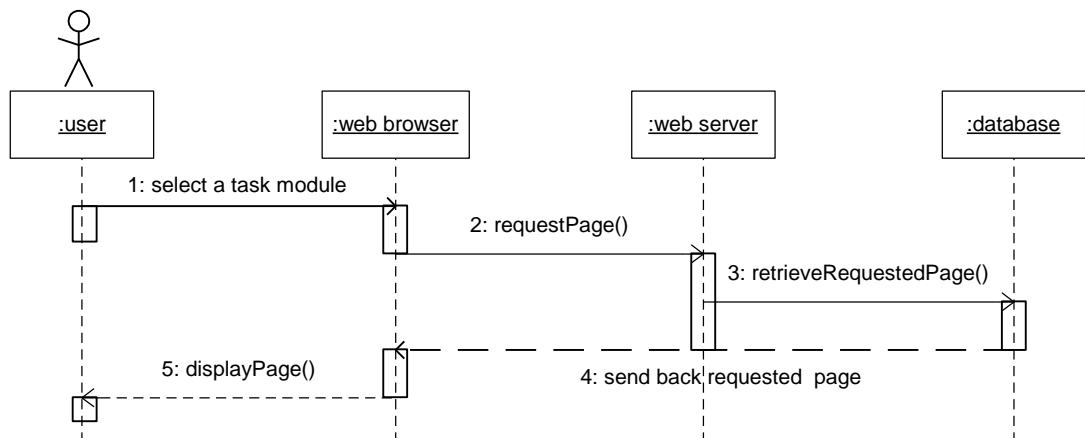 :user
:web browser
:web server
:database
1: select a task module
2: requestPage()
3: retrieveRequestedPage()
5: displayPage()
4: send back requested page